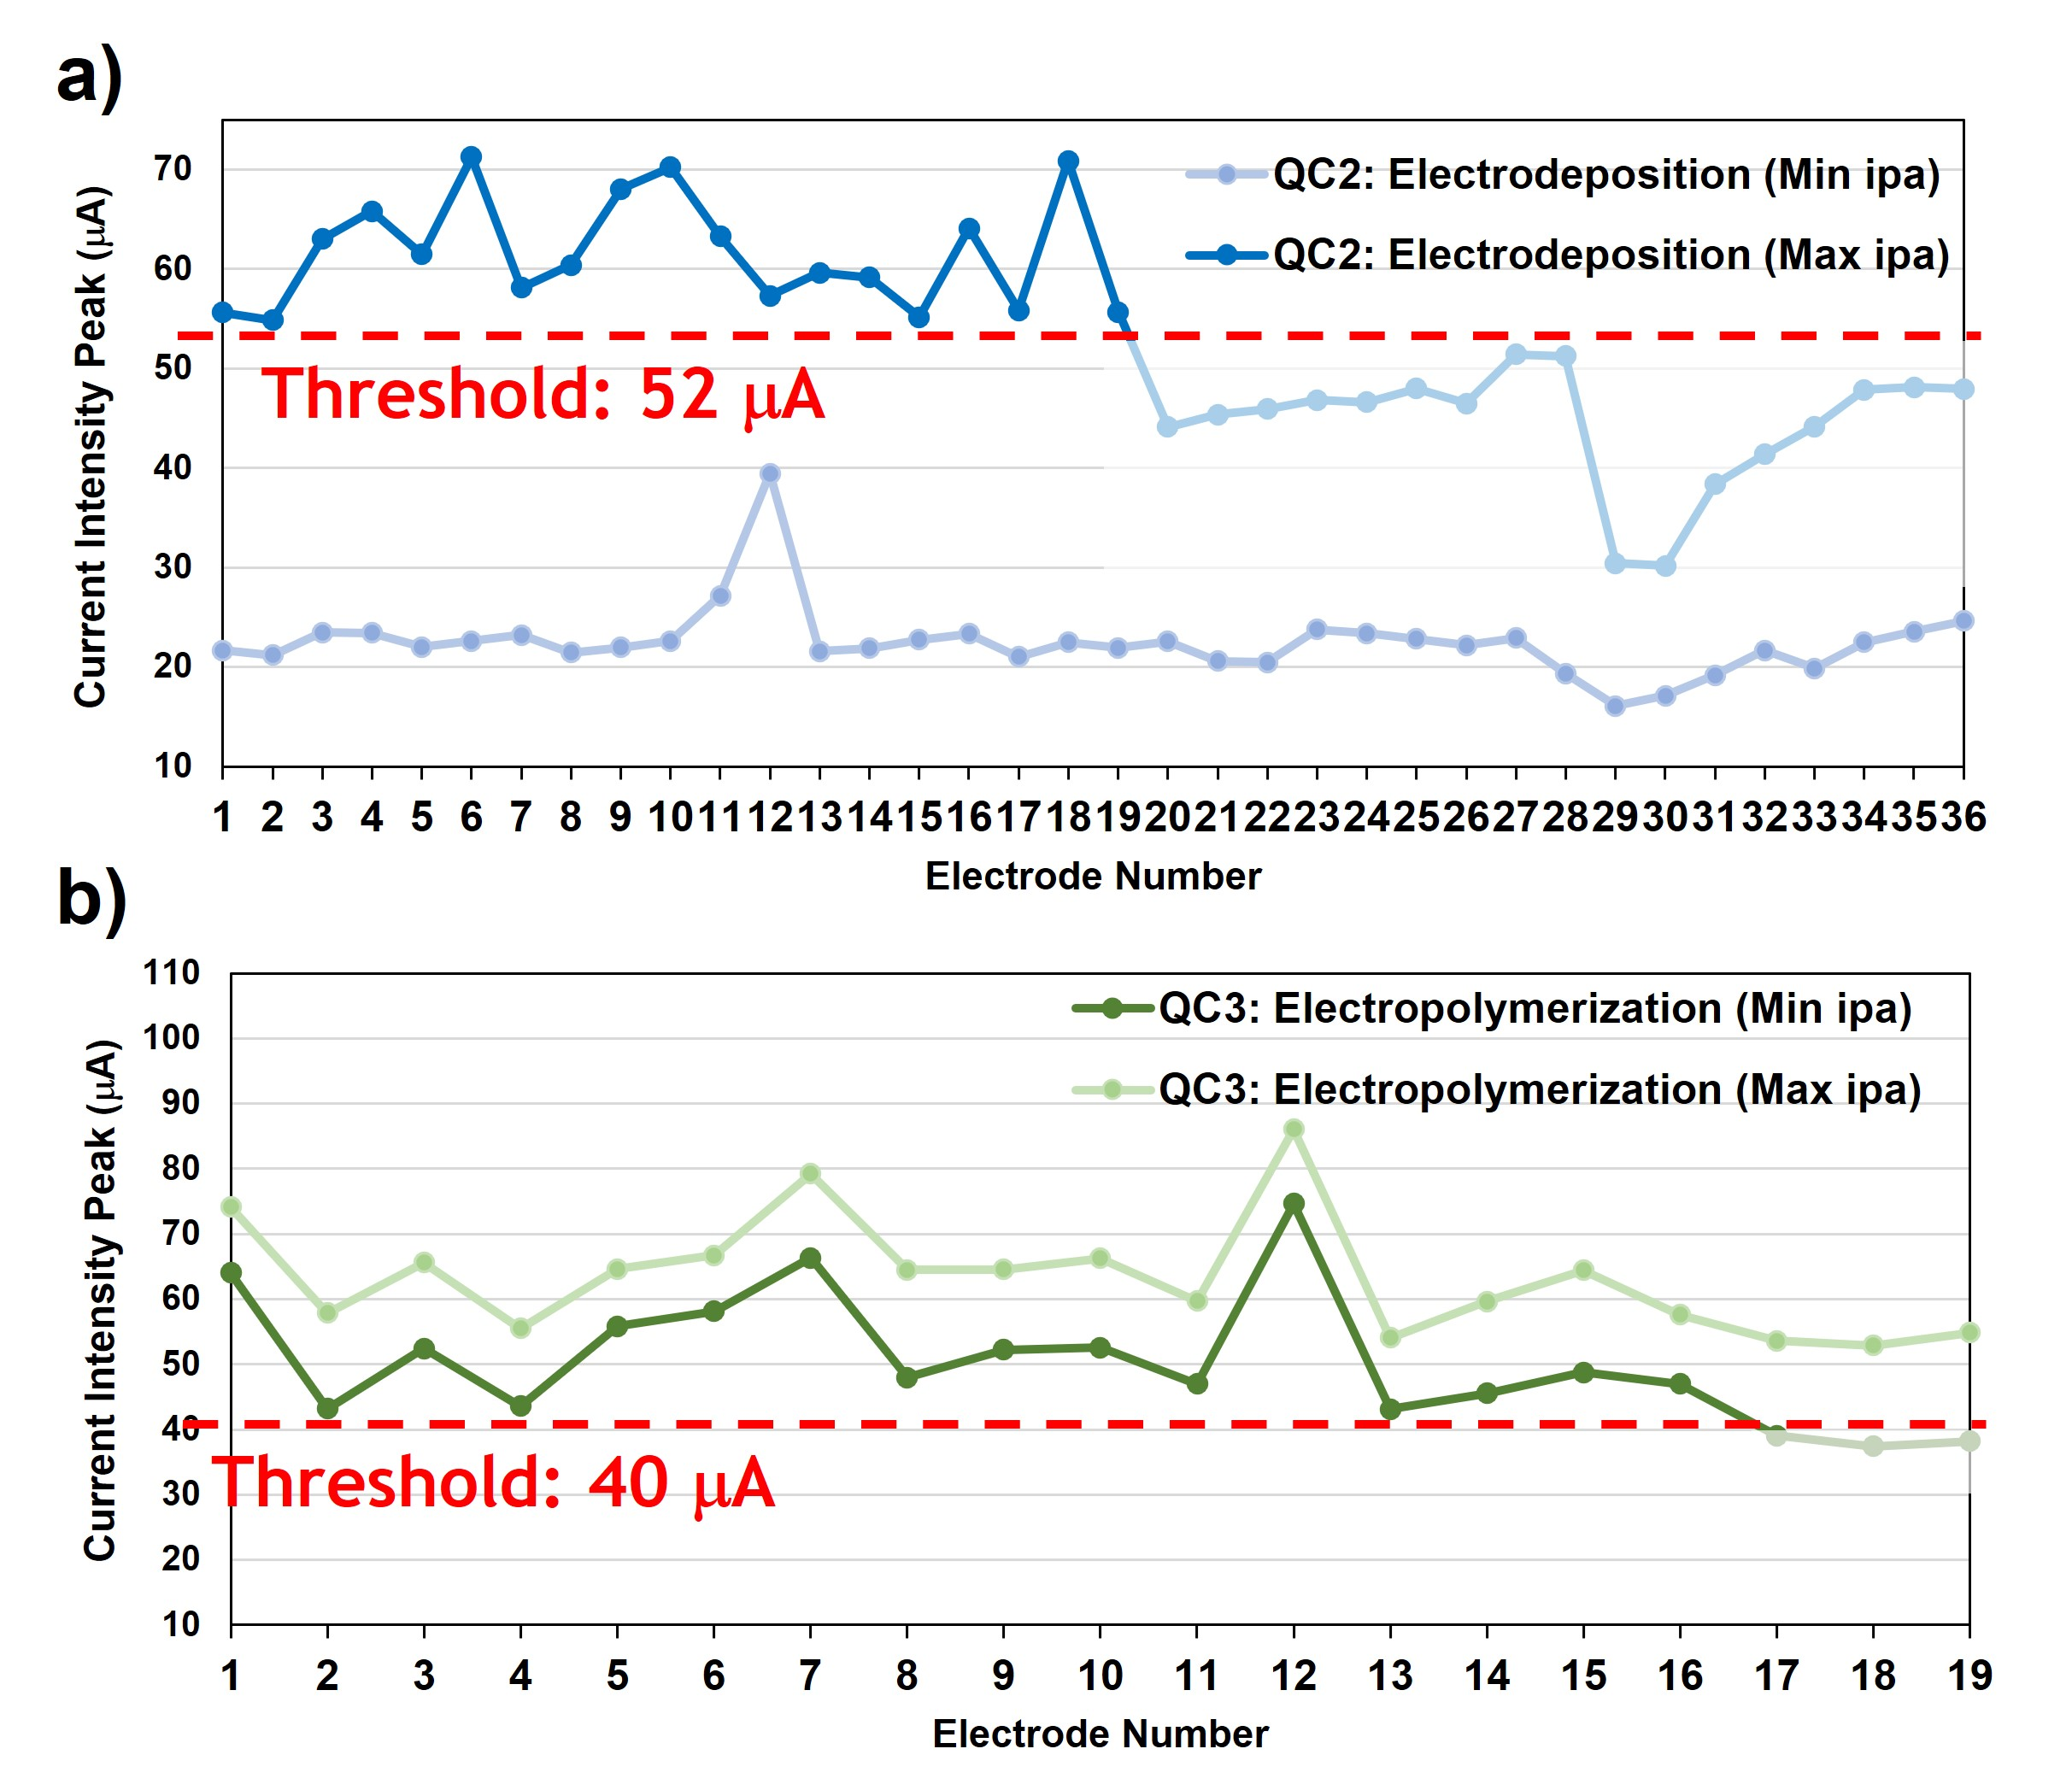 a)
Current Intensity Peak (μA)
70
60
50
40
30
20
10
QC2: Electrodeposition (Min ipa)
QC2: Electrodeposition (Max ipa)
Threshold: 52 μA
1 2 3 4 5 6 7 8 9 10 11 12 13 14 15 16 17 18 19 20 21 22 23 24 25 26 27 28 29 30 31 32 33 34 35 36
Electrode Number
b)
Current Intensity Peak (μA)
110
100
90
80
70
60
50
40
30
20
10
QC3: Electropolymerization (Min ipa)
QC3: Electropolymerization (Max ipa)
Threshold: 40 μA
1 2 3 4 5 6 7 8 9 10 11 12 13 14 15 16 17 18 19
Electrode Number